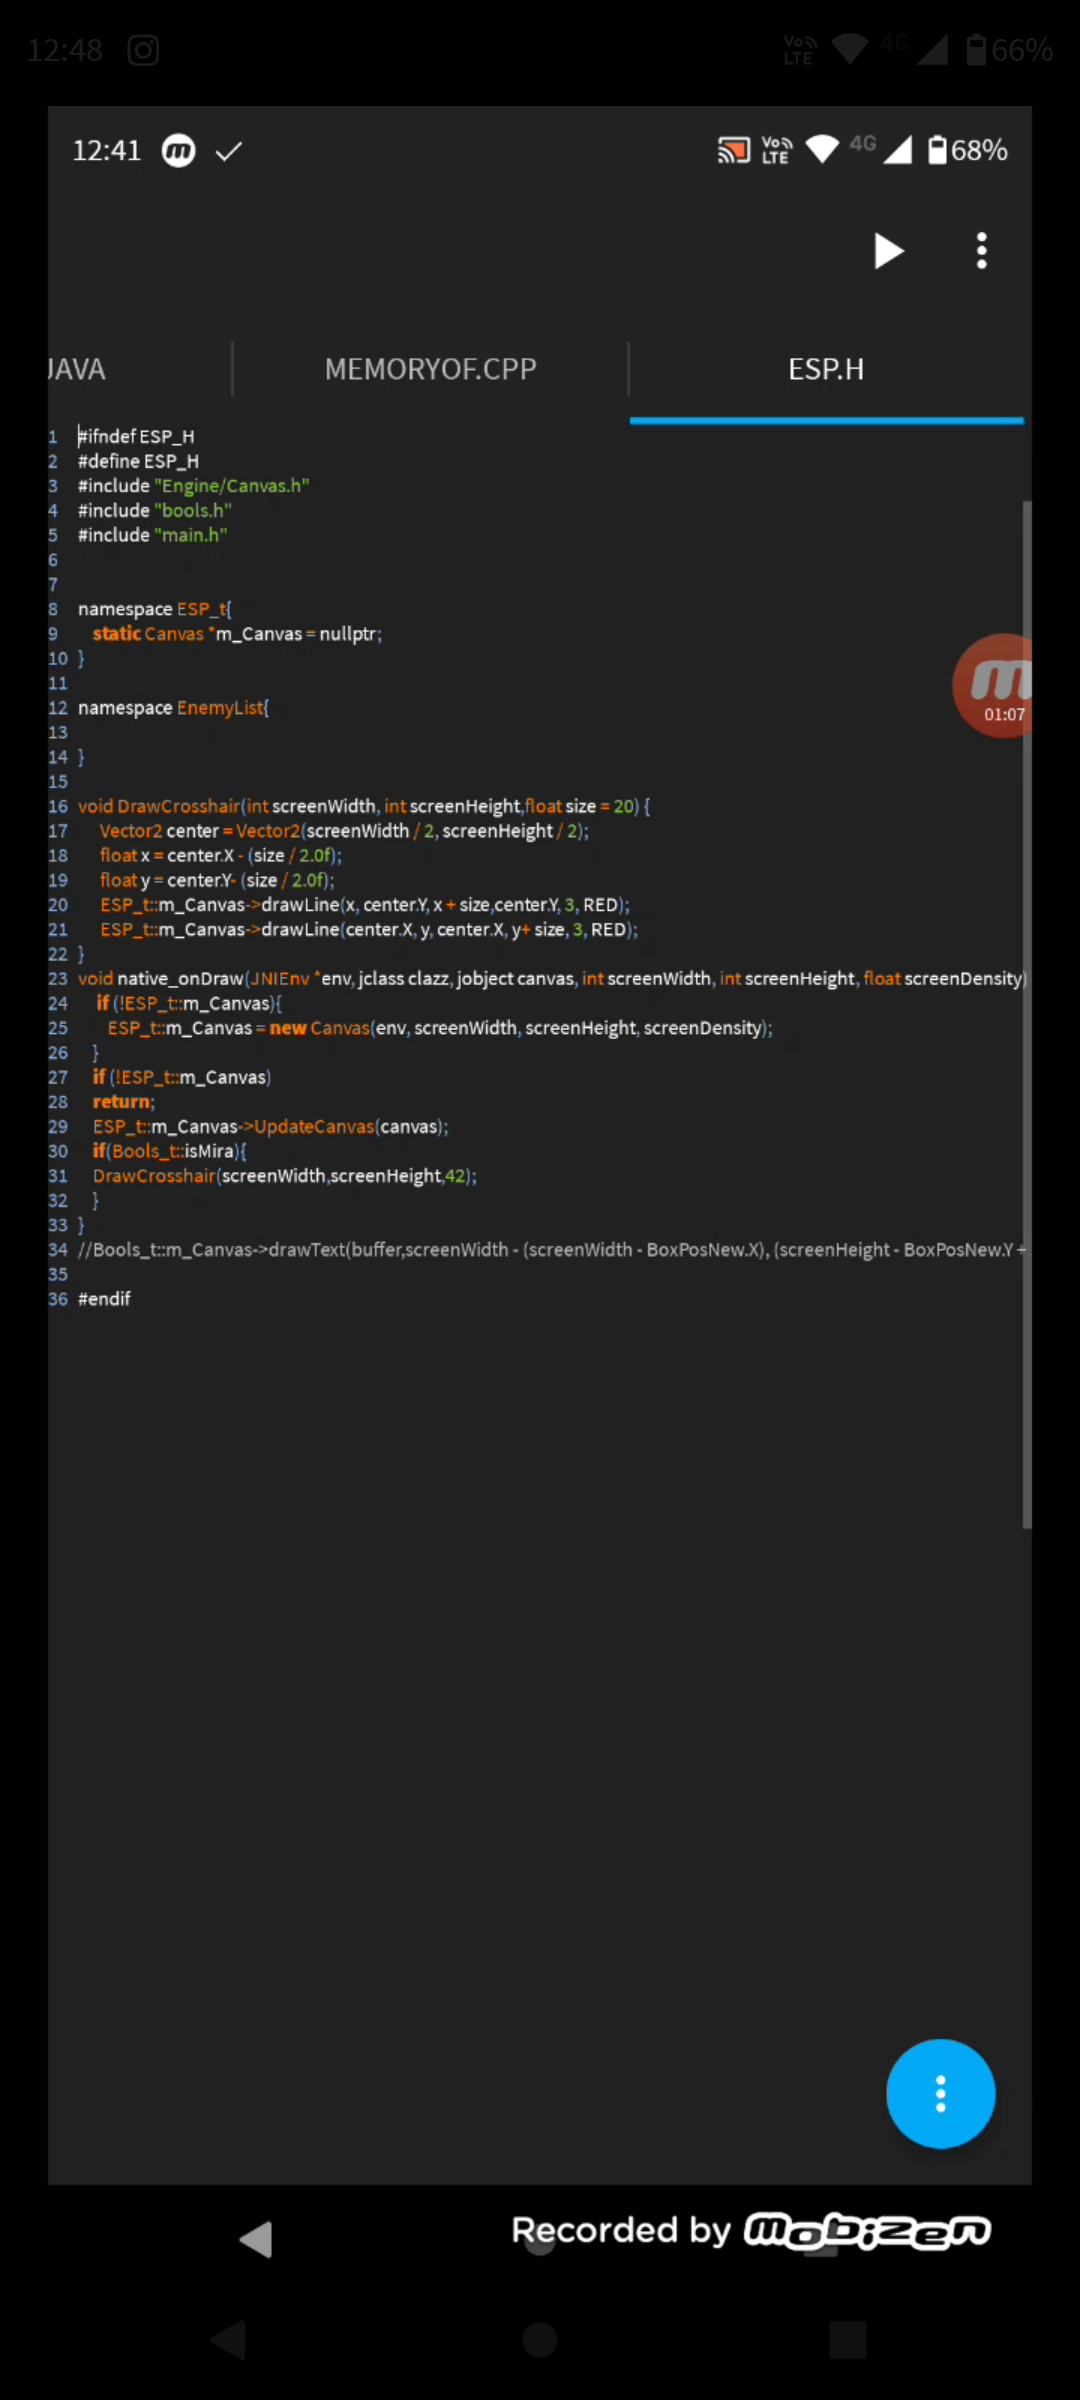 12:48 Vo LTE 4G 66%
12:41 m Vo LTE 4G 68%
JAVA MEMORYOF.CPP ESP.H
1 #ifndef ESP_H
2 #define ESP_H
3 #include "Engine/Canvas.h"
4 #include "bools.h"
5 #include "main.h"
6
7
8 namespace ESP_t{
9 static Canvas *m_Canvas = nullptr;
10 }
11
12 namespace EnemyList{
13
14 }
15
16 void DrawCrosshair(int screenWidth, int screenHeight,float size = 20) {
17 Vector2 center = Vector2(screenWidth / 2, screenHeight / 2);
18 float x = center.X - (size / 2.0f);
19 float y = center.Y- (size / 2.0f);
20 ESP_t::m_Canvas->drawLine(x, center.Y, x + size,center.Y, 3, RED);
21 ESP_t::m_Canvas->drawLine(center.X, y, center.X, y+ size, 3, RED);
22 }
23 void native_onDraw(JNIEnv *env, jclass clazz, jobject canvas, int screenWidth, int screenHeight, float screenDensity)
24 if (!ESP_t::m_Canvas){
25 ESP_t::m_Canvas = new Canvas(env, screenWidth, screenHeight, screenDensity);
26 }
27 if (!ESP_t::m_Canvas)
28 return;
29 ESP_t::m_Canvas->UpdateCanvas(canvas);
30 if(Bools_t::isMira){
31 DrawCrosshair(screenWidth,screenHeight,42);
32 }
33 }
34 //Bools_t::m_Canvas->drawText(buffer,screenWidth - (screenWidth - BoxPosNew.X), (screenHeight - BoxPosNew.Y +
35
36 #endif
m
01:07
Recorded by mobizen